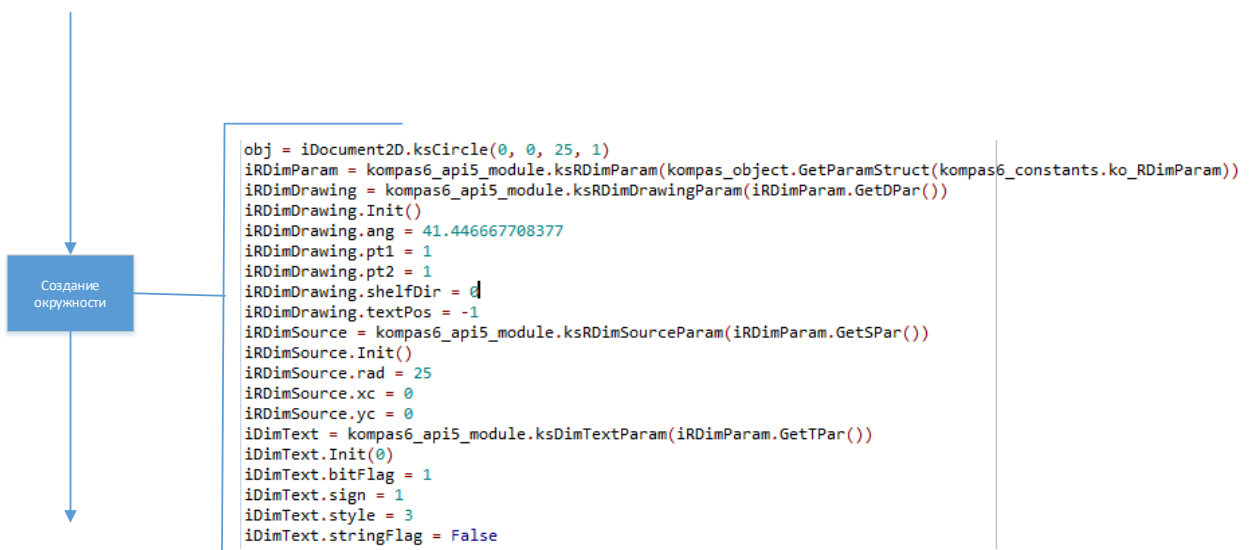 obj = iDocument2D.ksCircle(0, 0, 25, 1)
iRDimParam = kompas6_api5_module.ksRDimParam(kompas_object.GetParamStruct(kompas6_constants.ko_RDimParam))
iRDimDrawing = kompas6_api5_module.ksRDimDrawingParam(iRDimParam.GetDPar())
iRDimDrawing.Init()
iRDimDrawing.ang = 41.446667708377
iRDimDrawing.pt1 = 1
iRDimDrawing.pt2 = 1
iRDimDrawing.shelfDir = 0
iRDimDrawing.textPos = -1
iRDimSource = kompas6_api5_module.ksRDimSourceParam(iRDimParam.GetSPar())
iRDimSource.Init()
iRDimSource.rad = 25
iRDimSource.xc = 0
iRDimSource.yc = 0
iDimText = kompas6_api5_module.ksDimTextParam(iRDimParam.GetTPar())
iDimText.Init(0)
iDimText.bitFlag = 1
iDimText.sign = 1
iDimText.style = 3
iDimText.stringFlag = False
Создание
окружности